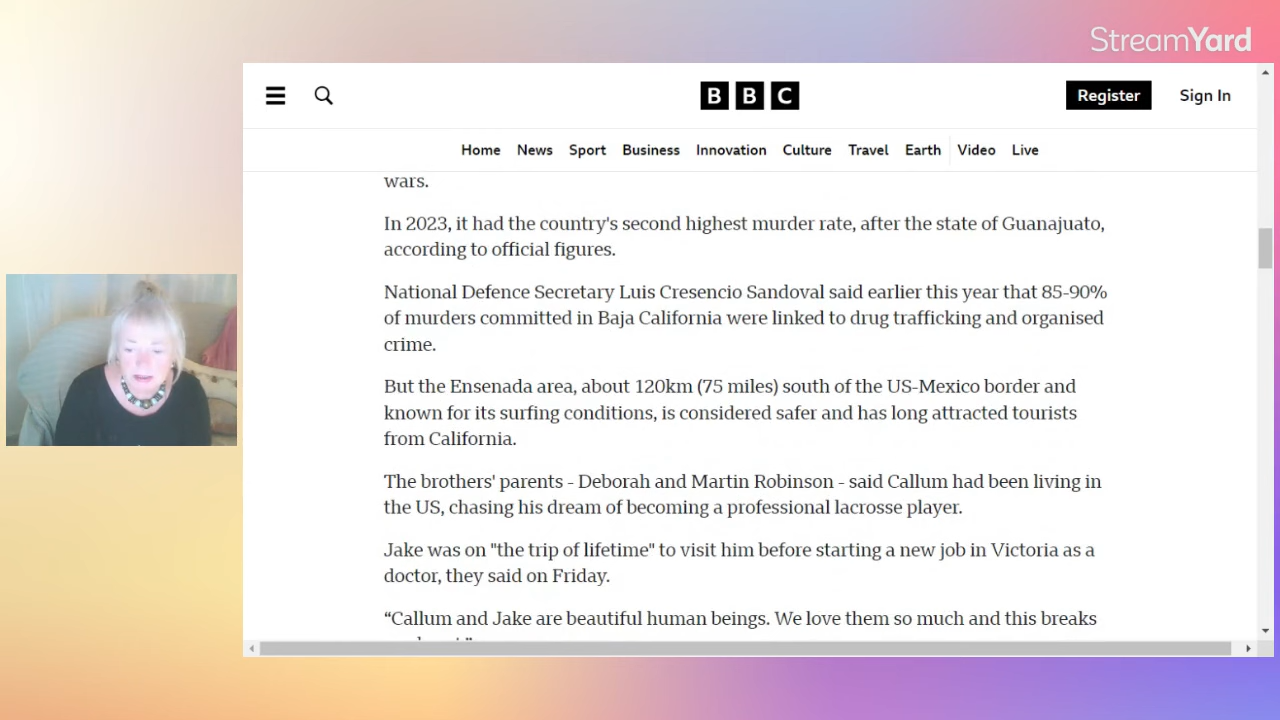 StreamYard
BBC
Register
Sign In
Home
News
Sport
Business
Innovation
Culture
Travel
Earth
Video
Live
wars.
In 2023, it had the country's second highest murder rate, after the state of Guanajuato,
according to official figures.
National Defence Secretary Luis Cresencio Sandoval said earlier this year that 85-90%
of murders committed in Baja California were linked to drug trafficking and organised
crime.
But the Ensenada area, about 120km (75 miles) south of the US-Mexico border and
known for its surfing conditions, is considered safer and has long attracted tourists
from California.
The brothers' parents - Deborah and Martin Robinson - said Callum had been living in
the US, chasing his dream of becoming a professional lacrosse player.
Jake was on "the trip of lifetime" to visit him before starting a new job in Victoria as a
doctor, they said on Friday.
“Callum and Jake are beautiful human beings. We love them so much and this breaks